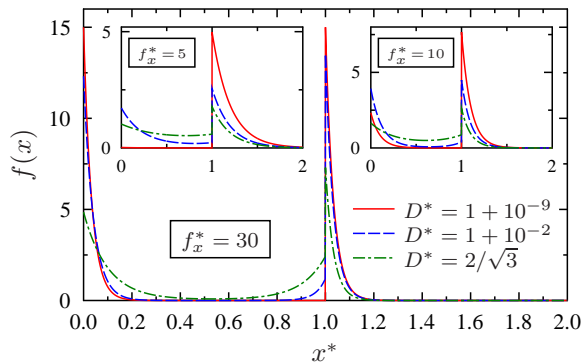 15
10
5
0
f(x)
5
0
f*x = 5
0 1 2
7.5
0
f*x = 10
0 1 2
f*x = 30
D* = 1 + 10⁻⁹
D* = 1 + 10⁻²
D* = 2/√3
0.0 0.2 0.4 0.6 0.8 1.0 1.2 1.4 1.6 1.8 2.0
x*